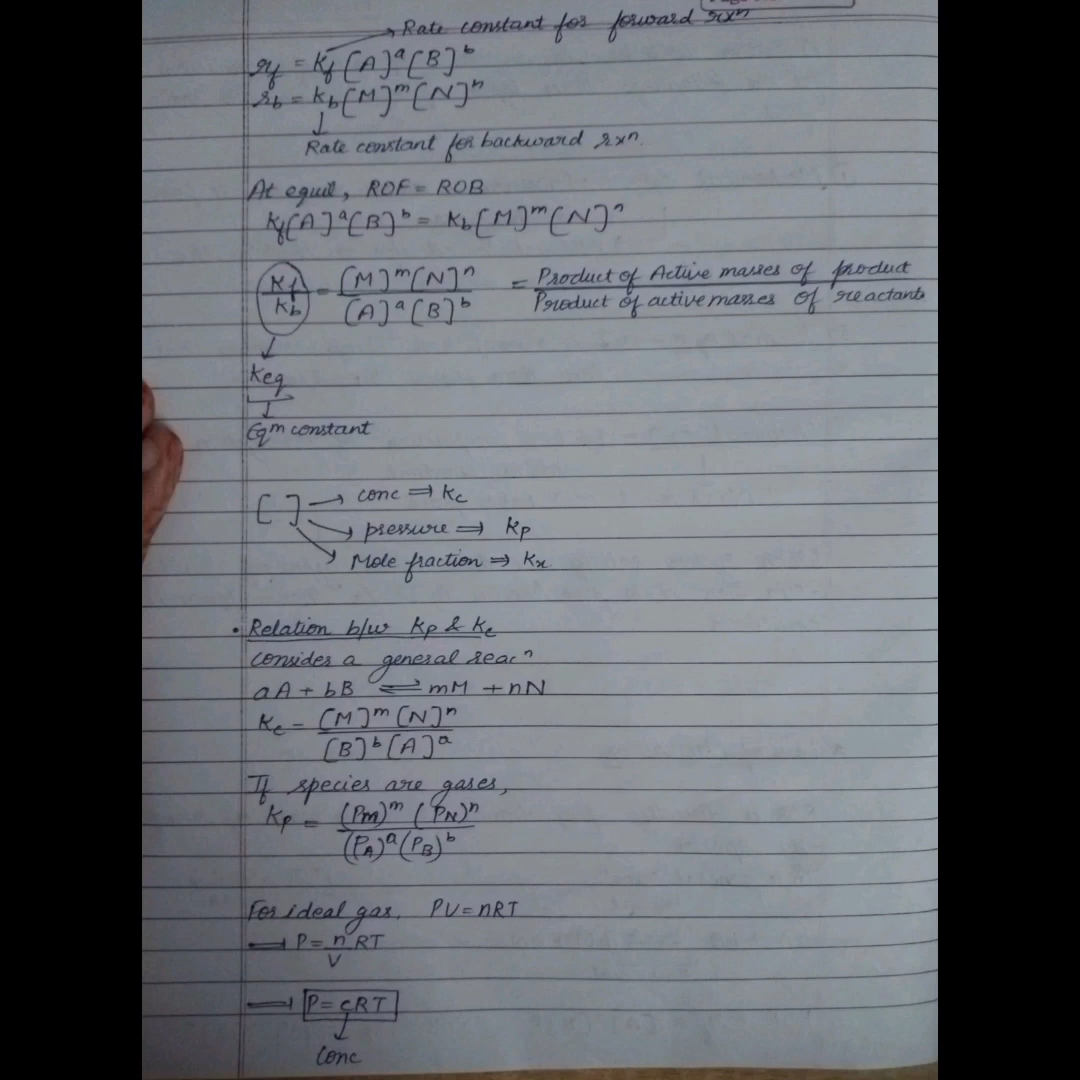 → Rate constant for forward rxⁿ
rf = Kf [A]ᵃ [B]ᵇ
rb = Kb [M]ᵐ [N]ⁿ
↓
Rate constant for backward rxⁿ.
At equil, ROF = ROB
Kf [A]ᵃ [B]ᵇ = Kb [M]ᵐ [N]ⁿ
Kf/Kb = [M]ᵐ [N]ⁿ / [A]ᵃ [B]ᵇ = Product of Active masses of product / Product of active masses of reactants
↓
Keq
↓
Eqᵐ constant
[ ] → conc ⇒ Kc
→ pressure ⇒ Kp
→ Mole fraction ⇒ Kx
• Relation b/w Kp & Kc
Consider a general reacⁿ
aA + bB ⇌ mM + nN
Kc = [M]ᵐ [N]ⁿ / [B]ᵇ [A]ᵃ
If species are gases,
Kp = (PM)ᵐ (PN)ⁿ / (PA)ᵃ (PB)ᵇ
For ideal gas, PV = nRT
⟹ P = n/V RT
⟹ P = cRT
↓
Conc